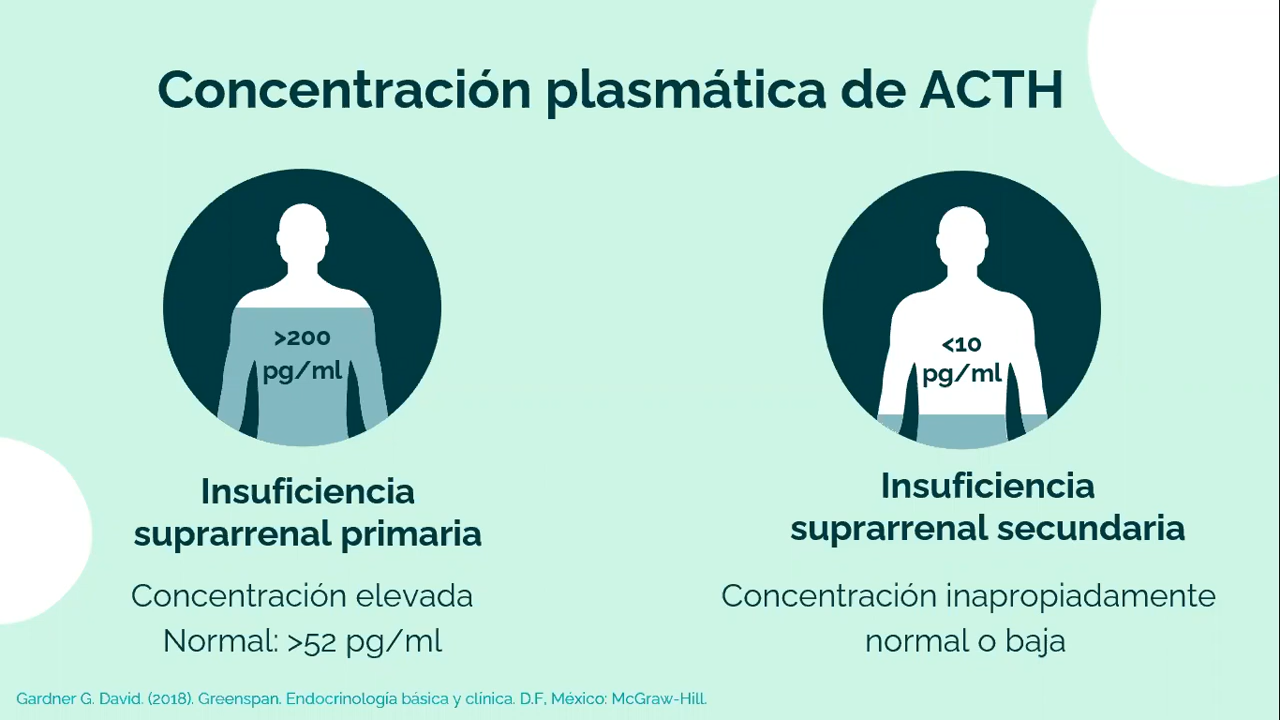 Concentración plasmática de ACTH
>200
pg/ml
Insuficiencia
suprarrenal primaria
Concentración elevada
Normal: >52 pg/ml
<10
pg/ml
Insuficiencia
suprarrenal secundaria
Concentración inapropiadamente
normal o baja
Gardner G. David. (2018). Greenspan. Endocrinología básica y clínica. D.F, México: McGraw-Hill.